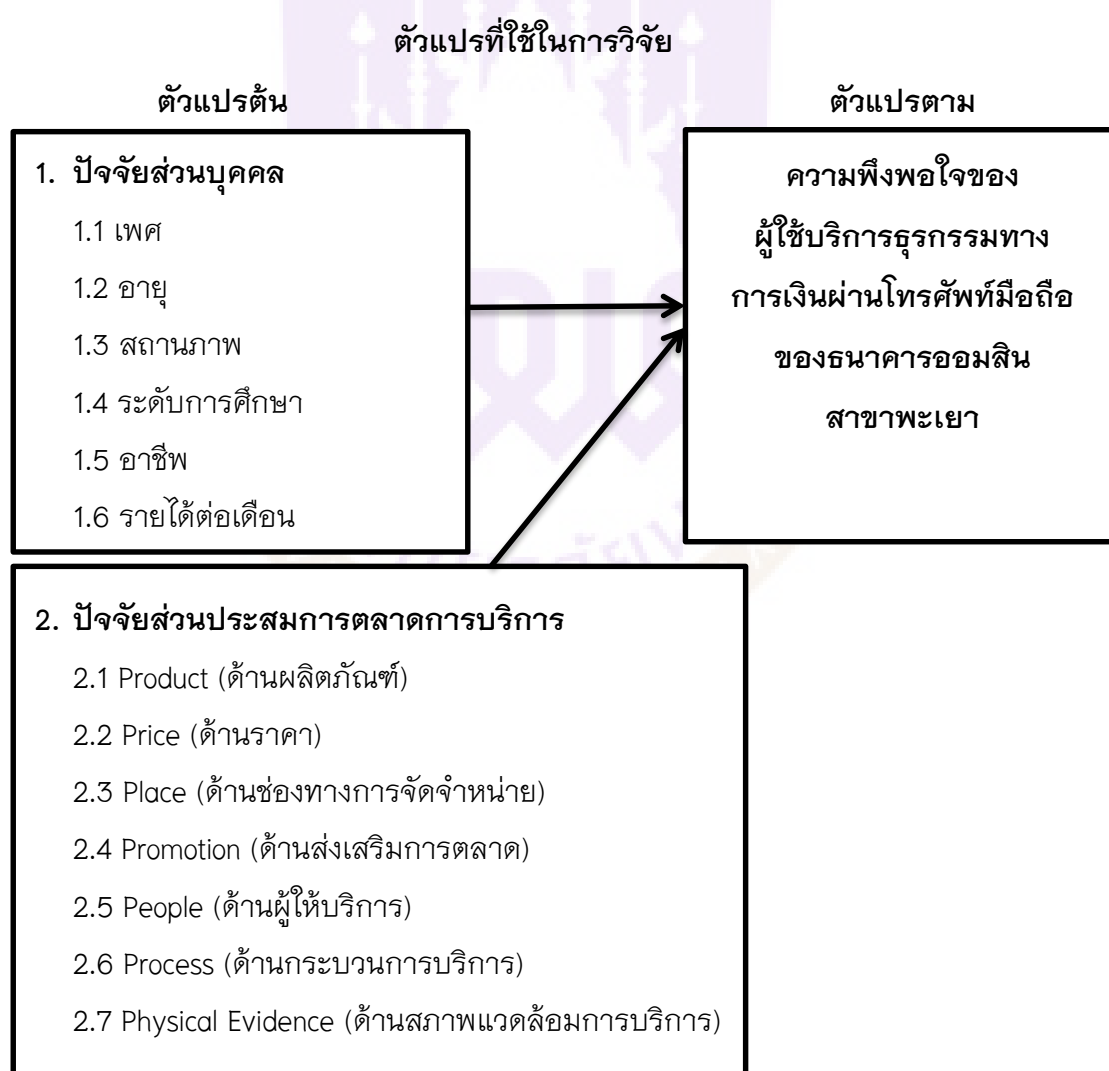 ตัวแปรที่ใช้ในการวิจัย
ตัวแปรต้น
ตัวแปรตาม
1. ปัจจัยส่วนบุคคล
1.1 เพศ
1.2 อายุ
1.3 สถานภาพ
1.4 ระดับการศึกษา
1.5 อาชีพ
1.6 รายได้ต่อเดือน
ความพึงพอใจของ
ผู้ใช้บริการธุรกรรมทาง
การเงินผ่านโทรศัพท์มือถือ
ของธนาคารออมสิน
สาขาพะเยา
2. ปัจจัยส่วนประสมการตลาดการบริการ
2.1 Product (ด้านผลิตภัณฑ์)
2.2 Price (ด้านราคา)
2.3 Place (ด้านช่องทางการจัดจำหน่าย)
2.4 Promotion (ด้านส่งเสริมการตลาด)
2.5 People (ด้านผู้ให้บริการ)
2.6 Process (ด้านกระบวนการบริการ)
2.7 Physical Evidence (ด้านสภาพแวดล้อมการบริการ)